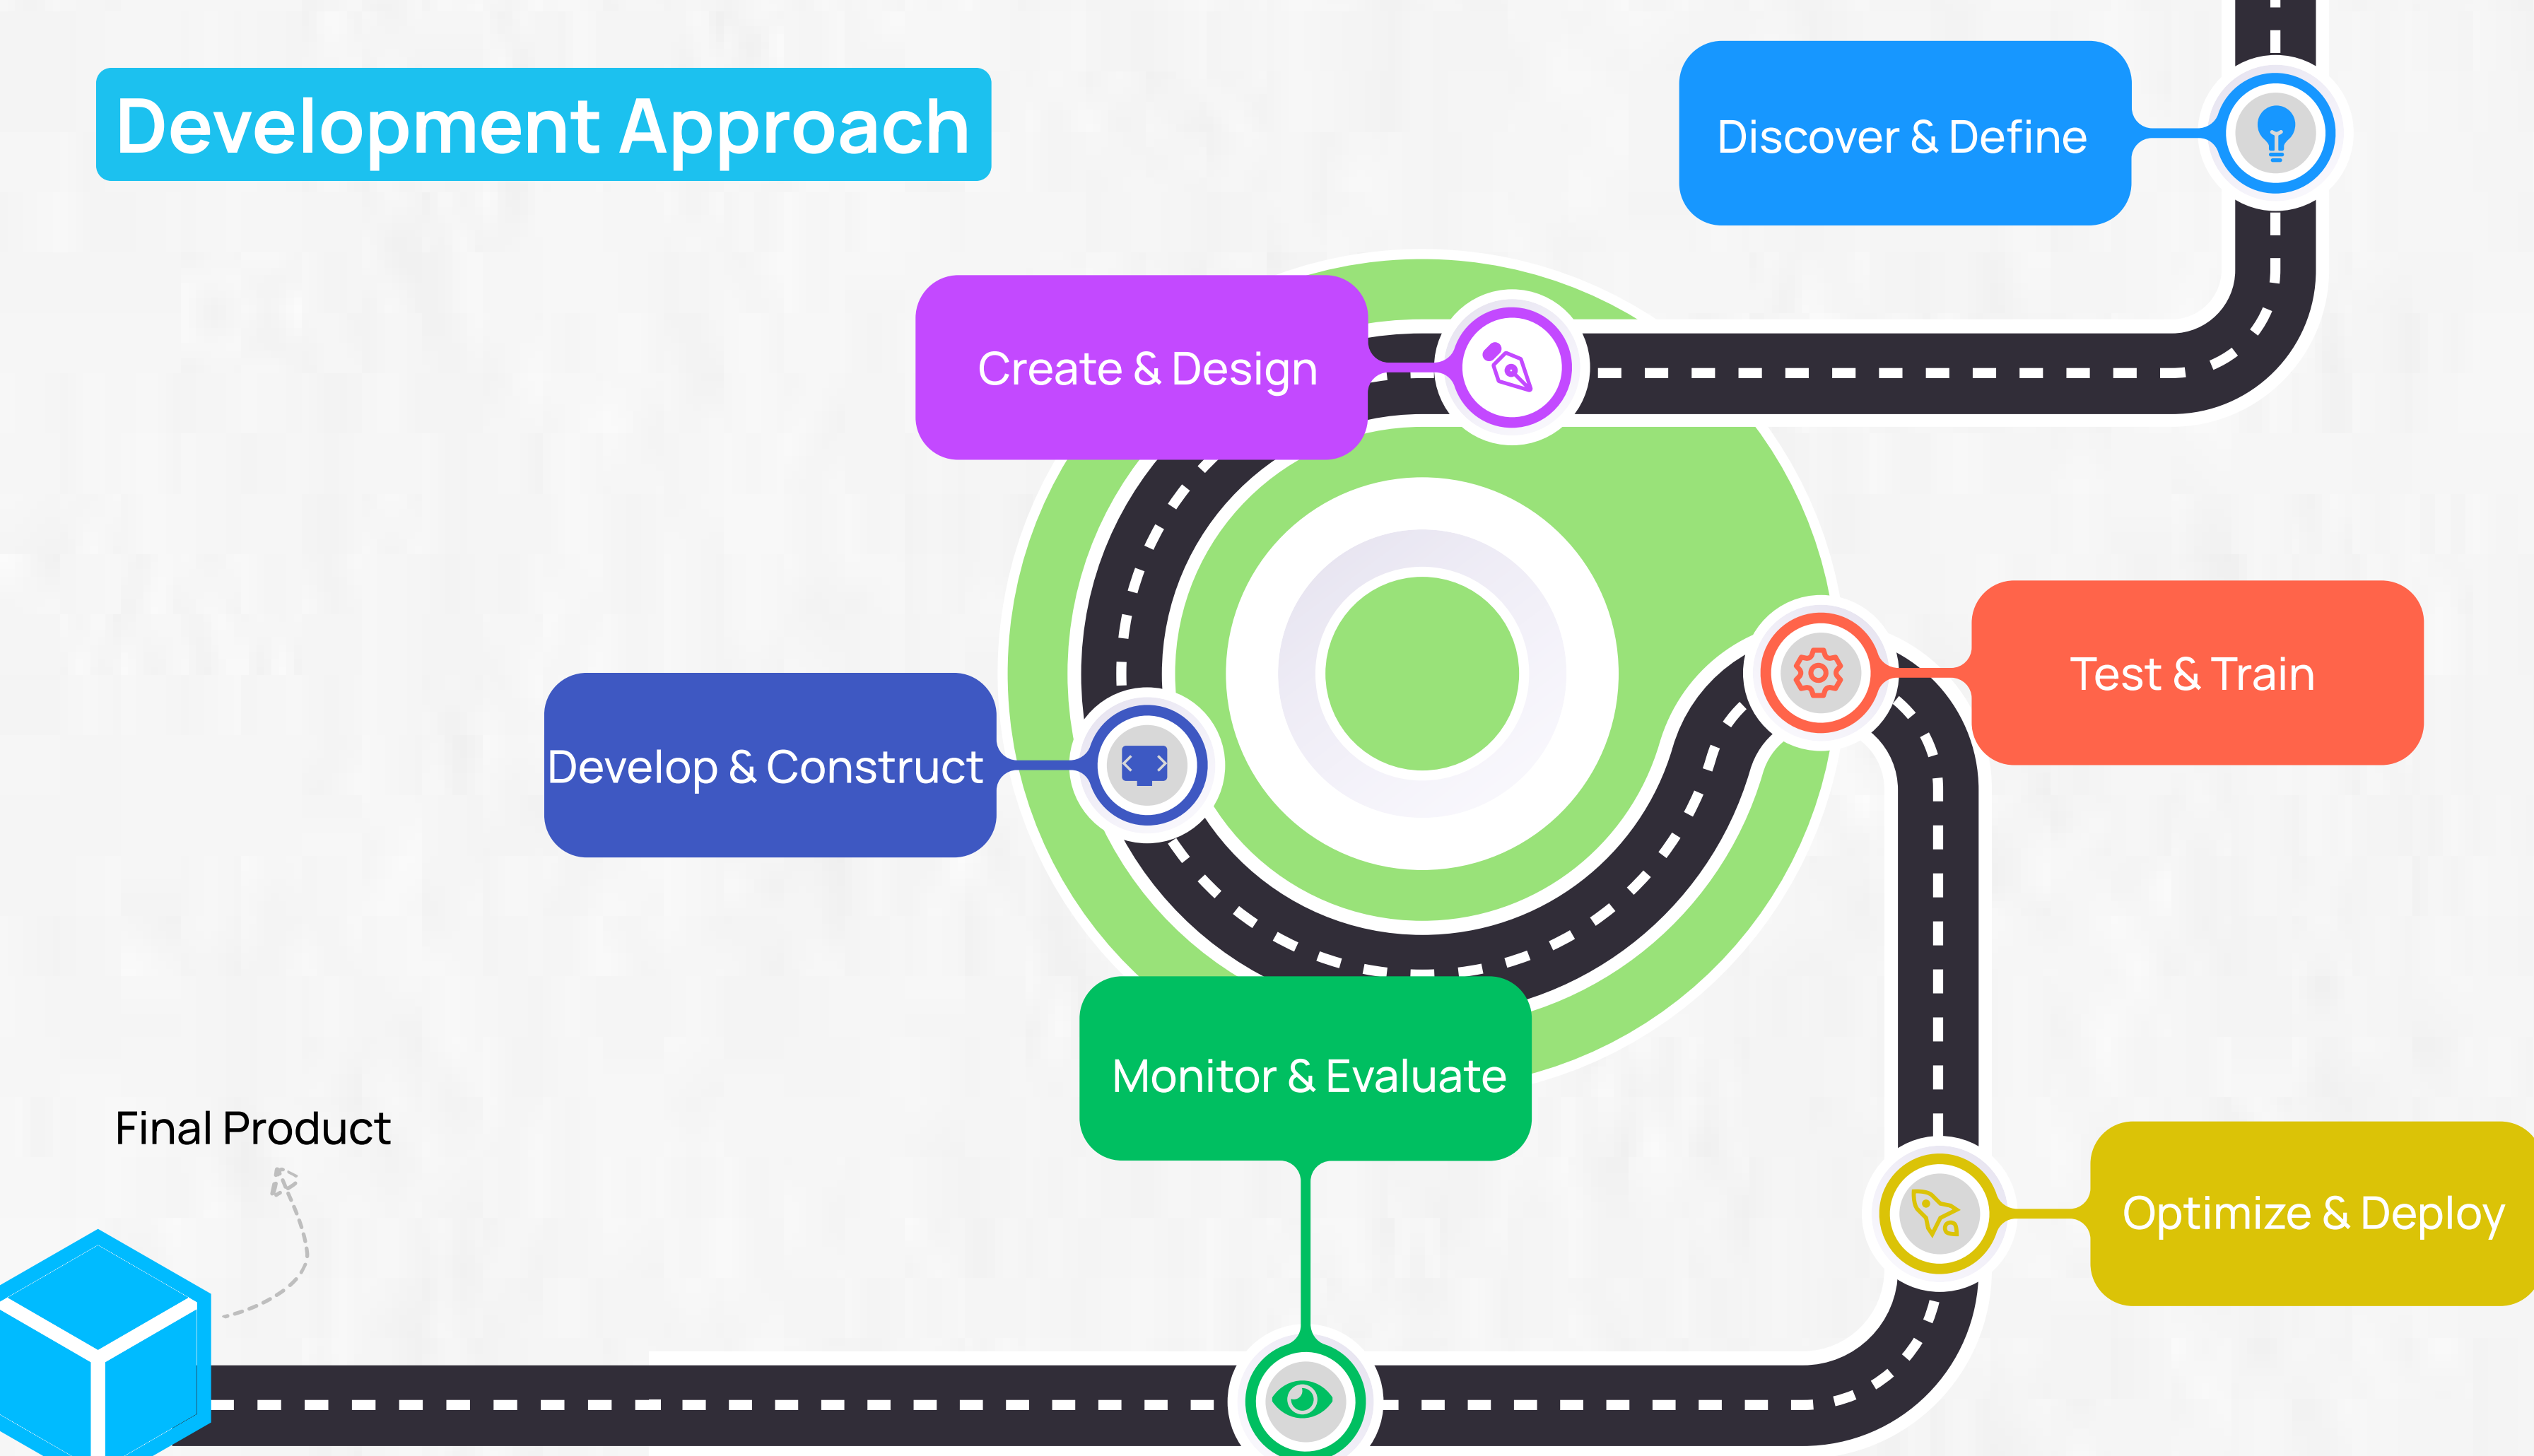 Development Approach
Discover & Define
Create & Design
Develop & Construct
Test & Train
Monitor & Evaluate
Optimize & Deploy
Final Product